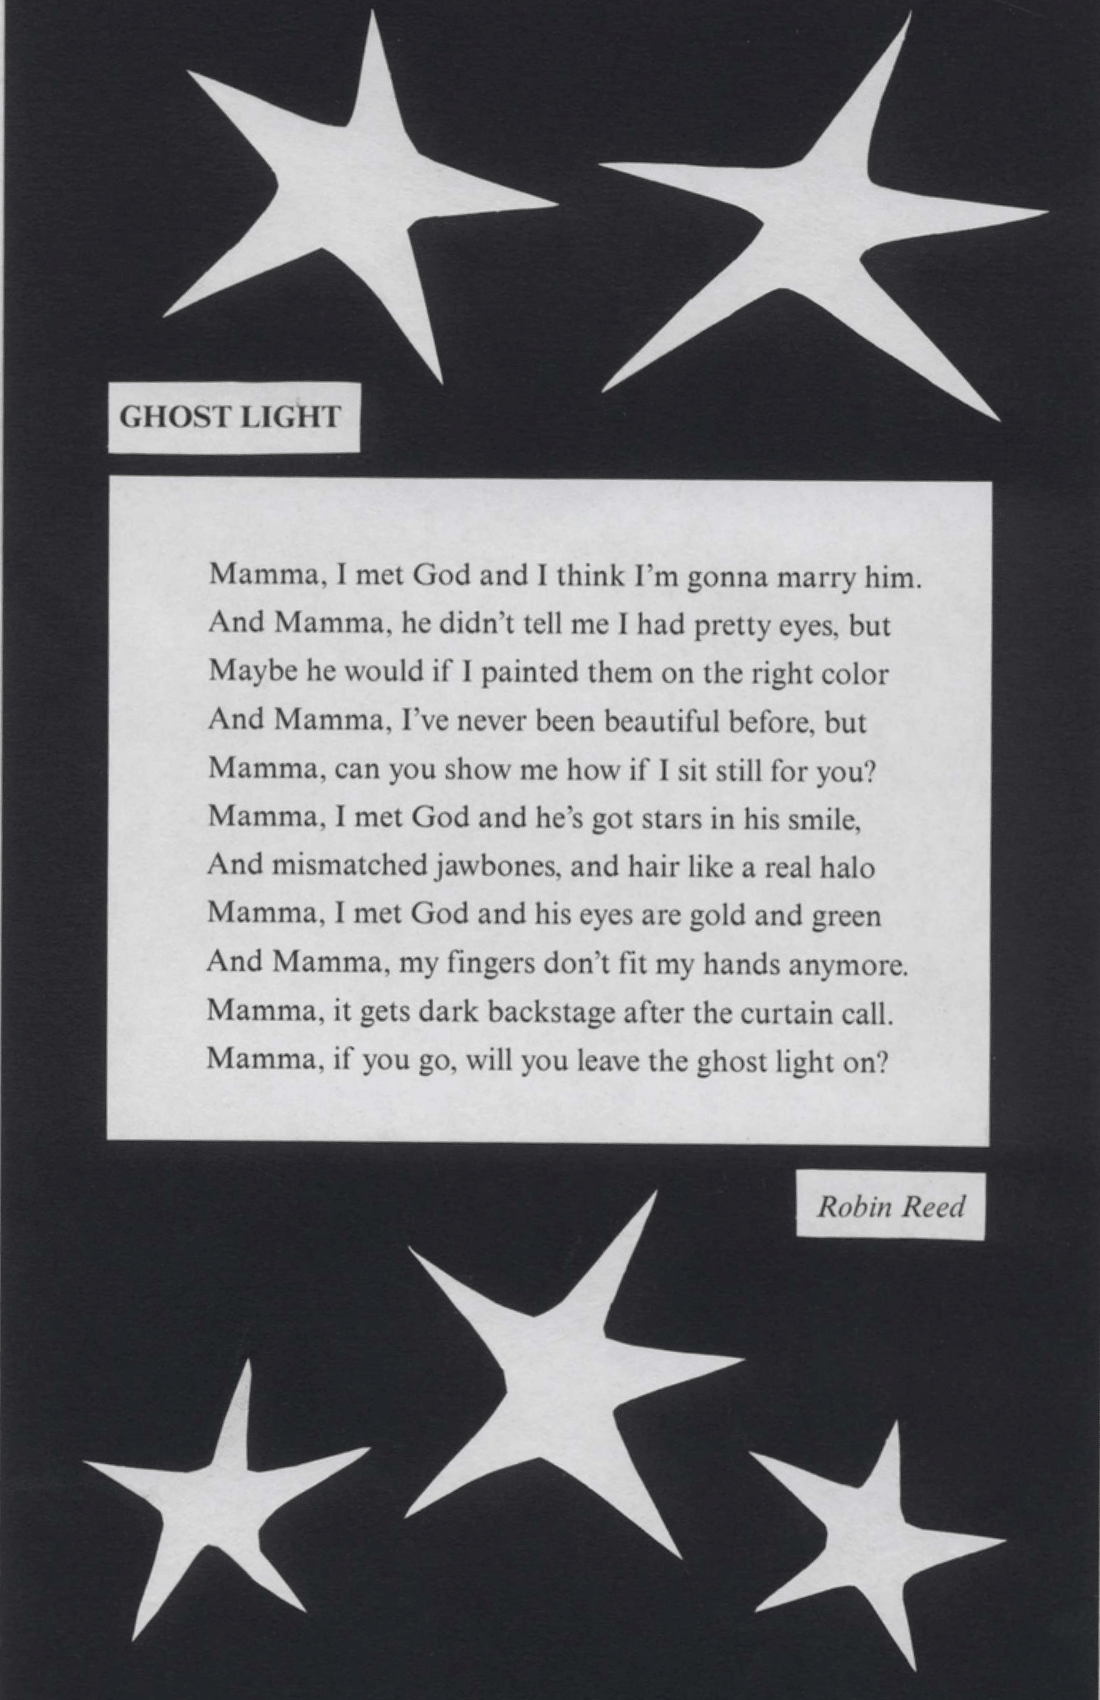 GHOST LIGHT
Mamma, I met God and I think I'm gonna marry him.
And Mamma, he didn't tell me I had pretty eyes, but
Maybe he would if I painted them on the right color
And Mamma, I've never been beautiful before, but
Mamma, can you show me how if I sit still for you?
Mamma, I met God and he's got stars in his smile,
And mismatched jawbones, and hair like a real halo
Mamma, I met God and his eyes are gold and green
And Mamma, my fingers don't fit my hands anymore.
Mamma, it gets dark backstage after the curtain call.
Mamma, if you go, will you leave the ghost light on?
Robin Reed